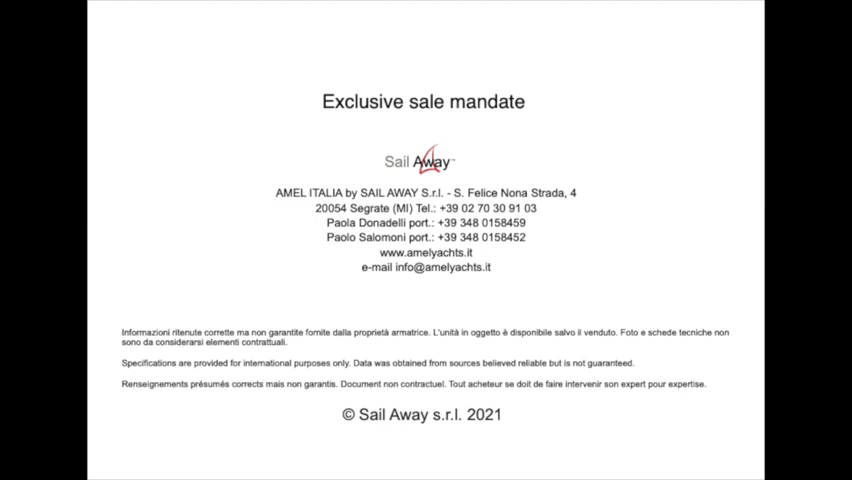 Exclusive sale mandate
Sail Away™
AMEL ITALIA by SAIL AWAY S.r.l. - S. Felice Nona Strada, 4
20054 Segrate (MI) Tel.: +39 02 70 30 91 03
Paola Donadelli port.: +39 348 0158459
Paolo Salomoni port.: +39 348 0158452
www.amelyachts.it
e-mail info@amelyachts.it
Informazioni ritenute corrette ma non garantite fornite dalla proprietà armatrice. L'unità in oggetto è disponibile salvo il venduto. Foto e schede tecniche non
sono da considerarsi elementi contrattuali.
Specifications are provided for international purposes only. Data was obtained from sources believed reliable but is not guaranteed.
Renseignements présumés corrects mais non garantis. Document non contractuel. Tout acheteur se doit de faire intervenir son expert pour expertise.
© Sail Away s.r.l. 2021